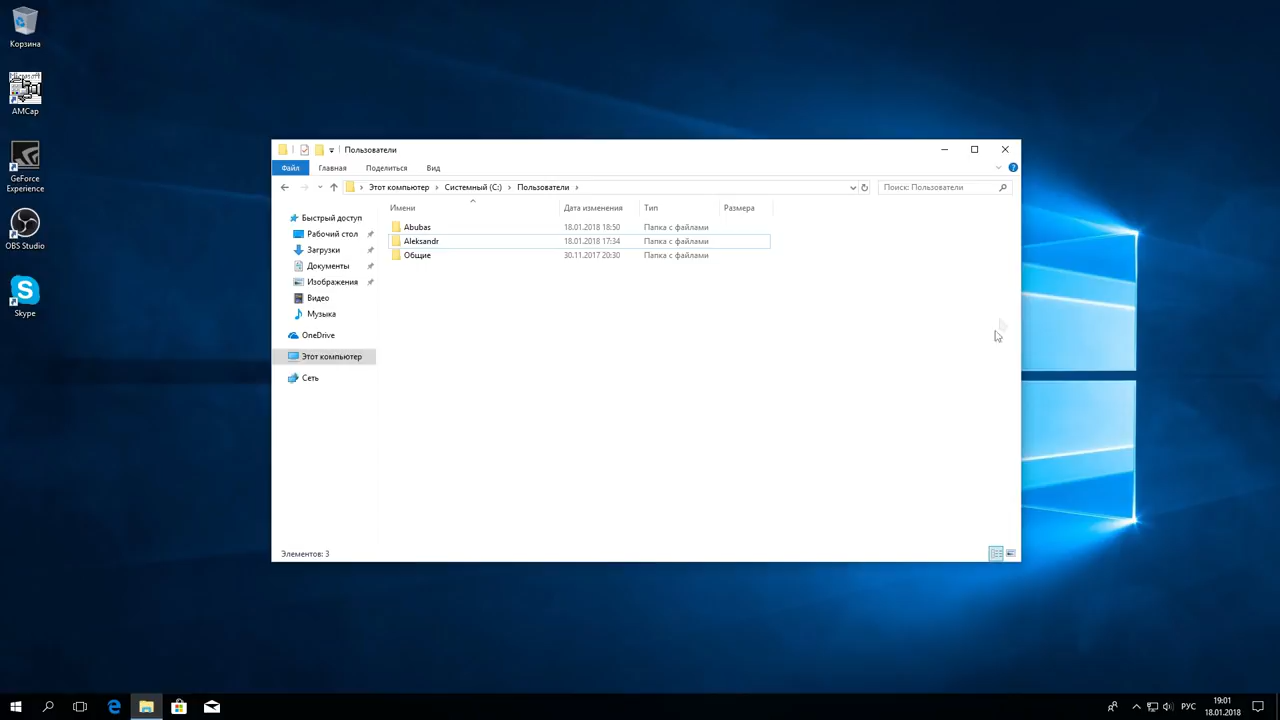 Корзина
Microsoft
AMCap
GeForce
Experience
OBS Studio
Skype
Пользователи
Файл
Главная
Поделиться
Вид
Этот компьютер
Системный (C:)
Пользователи
Поиск: Пользователи
Имени
Дата изменения
Тип
Размера
Быстрый доступ
Рабочий стол
Загрузки
Документы
Изображения
Видео
Музыка
OneDrive
Этот компьютер
Сеть
Abubas 18.01.2018 18:50 Папка с файлами
Aleksandr 18.01.2018 17:34 Папка с файлами
Общие 30.11.2017 20:30 Папка с файлами
Элементов: 3
РУС
19:01
18.01.2018